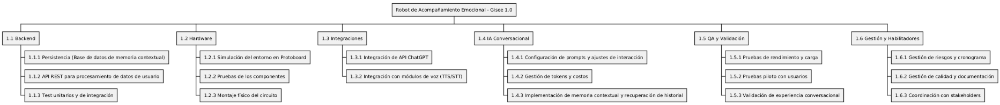 Robot de Acompañamiento Emocional - Gisee 1.0
1.1 Backend
1.1.1 Persistencia (Base de datos de memoria contextual)
1.1.2 API REST para procesamiento de datos de usuario
1.1.3 Test unitarios y de integración
1.2 Hardware
1.2.1 Simulación del entorno en Protoboard
1.2.2 Pruebas de los componentes
1.2.3 Montaje físico del circuito
1.3 Integraciones
1.3.1 Integración de API ChatGPT
1.3.2 Integración con módulos de voz (TTS/STT)
1.4 IA Conversacional
1.4.1 Configuración de prompts y ajustes de interacción
1.4.2 Gestión de tokens y costos
1.4.3 Implementación de memoria contextual y recuperación de historial
1.5 QA y Validación
1.5.1 Pruebas de rendimiento y carga
1.5.2 Pruebas piloto con usuarios
1.5.3 Validación de experiencia conversacional
1.6 Gestión y Habilitadores
1.6.1 Gestión de riesgos y cronograma
1.6.2 Gestión de calidad y documentación
1.6.3 Coordinación con stakeholders